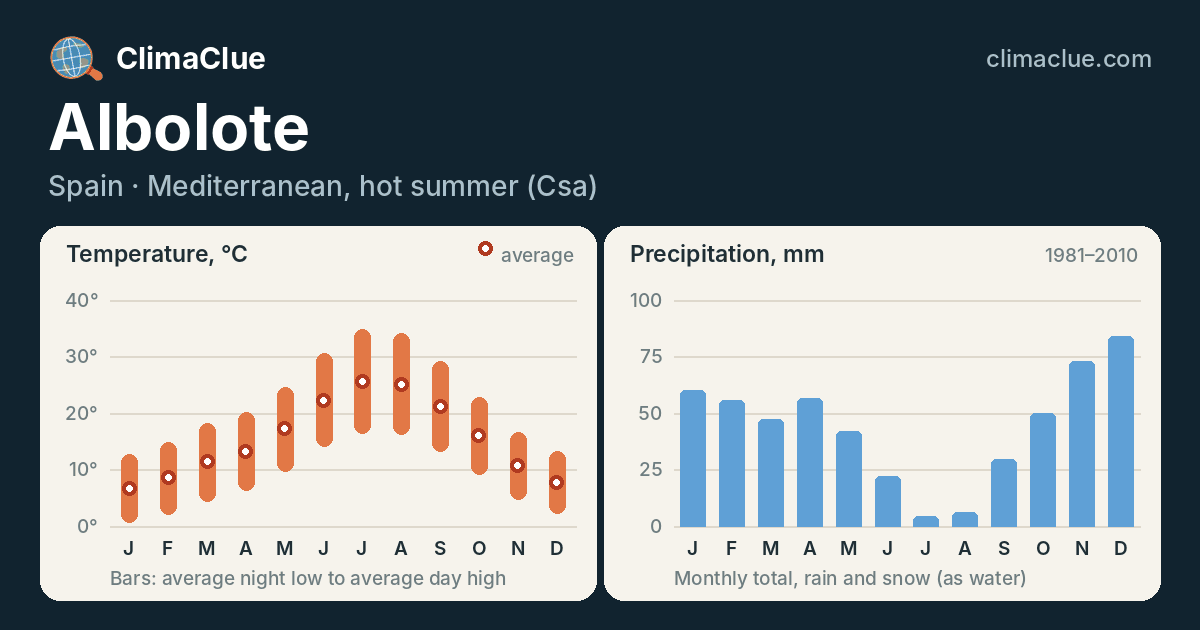 ClimaClue
climaclue.com
Albolote
Spain · Mediterranean, hot summer (Csa)
Temperature, °C
average
40°
30°
20°
10°
0°
J F M A M J J A S O N D
Bars: average night low to average day high
Precipitation, mm
1981–2010
100
75
50
25
0
J F M A M J J A S O N D
Monthly total, rain and snow (as water)